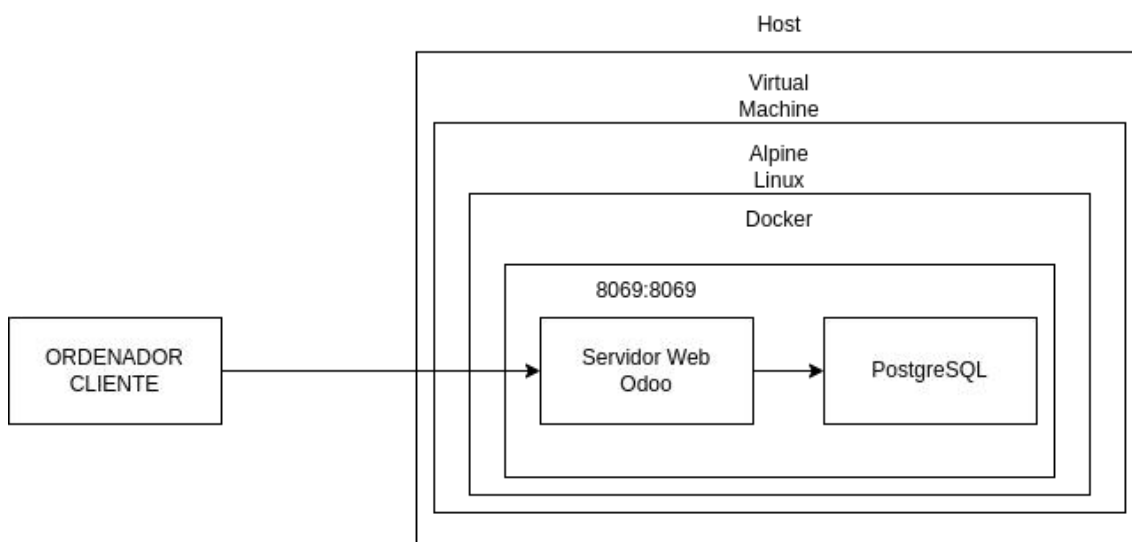 Host
Virtual
Machine
Alpine
Linux
Docker
8069:8069
ORDENADOR
CLIENTE
Servidor Web
Odoo
PostgreSQL